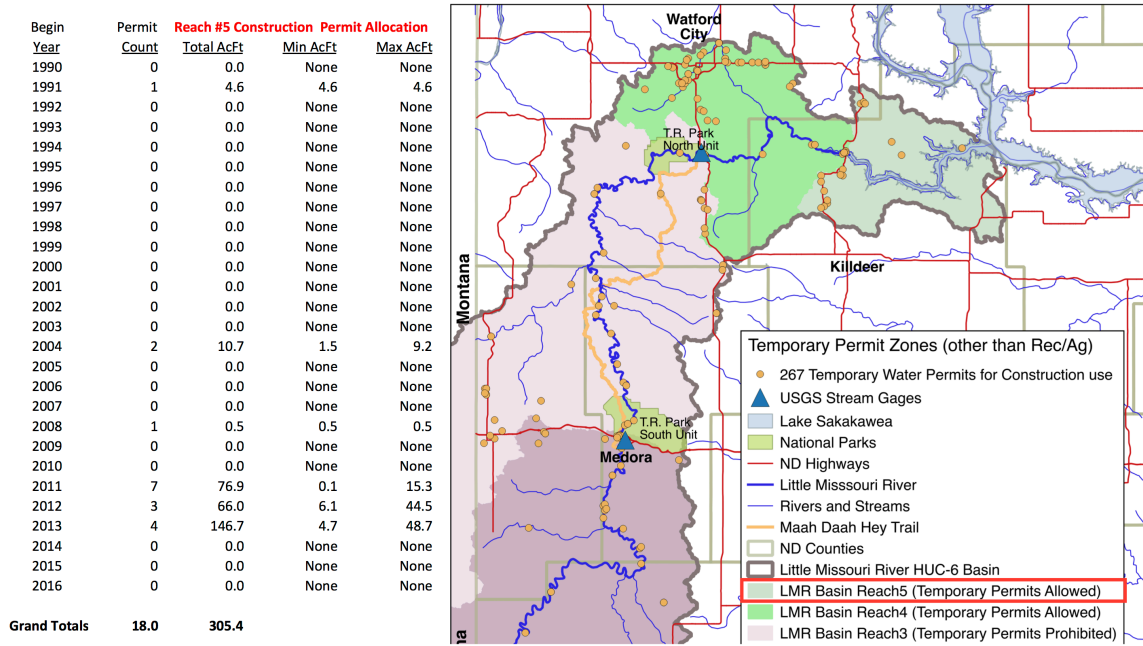 Begin Permit Reach #5 Construction Permit Allocation
Year Count Total AcFt Min AcFt Max AcFt
1990 0 0.0 None None
1991 1 4.6 4.6 4.6
1992 0 0.0 None None
1993 0 0.0 None None
1994 0 0.0 None None
1995 0 0.0 None None
1996 0 0.0 None None
1997 0 0.0 None None
1998 0 0.0 None None
1999 0 0.0 None None
2000 0 0.0 None None
2001 0 0.0 None None
2002 0 0.0 None None
2003 0 0.0 None None
2004 2 10.7 1.5 9.2
2005 0 0.0 None None
2006 0 0.0 None None
2007 0 0.0 None None
2008 1 0.5 0.5 0.5
2009 0 0.0 None None
2010 0 0.0 None None
2011 7 76.9 0.1 15.3
2012 3 66.0 6.1 44.5
2013 4 146.7 4.7 48.7
2014 0 0.0 None None
2015 0 0.0 None None
2016 0 0.0 None None
Grand Totals 18.0 305.4
Watford
City
T.R. Park
North Unit
Killdeer
Montana
T.R. Park
South Unit
Medora
na
Temporary Permit Zones (other than Rec/Ag)
267 Temporary Water Permits for Construction use
USGS Stream Gages
Lake Sakakawea
National Parks
ND Highways
Little Misssouri River
Rivers and Streams
Maah Daah Hey Trail
ND Counties
Little Missouri River HUC-6 Basin
LMR Basin Reach5 (Temporary Permits Allowed)
LMR Basin Reach4 (Temporary Permits Allowed)
LMR Basin Reach3 (Temporary Permits Prohibited)